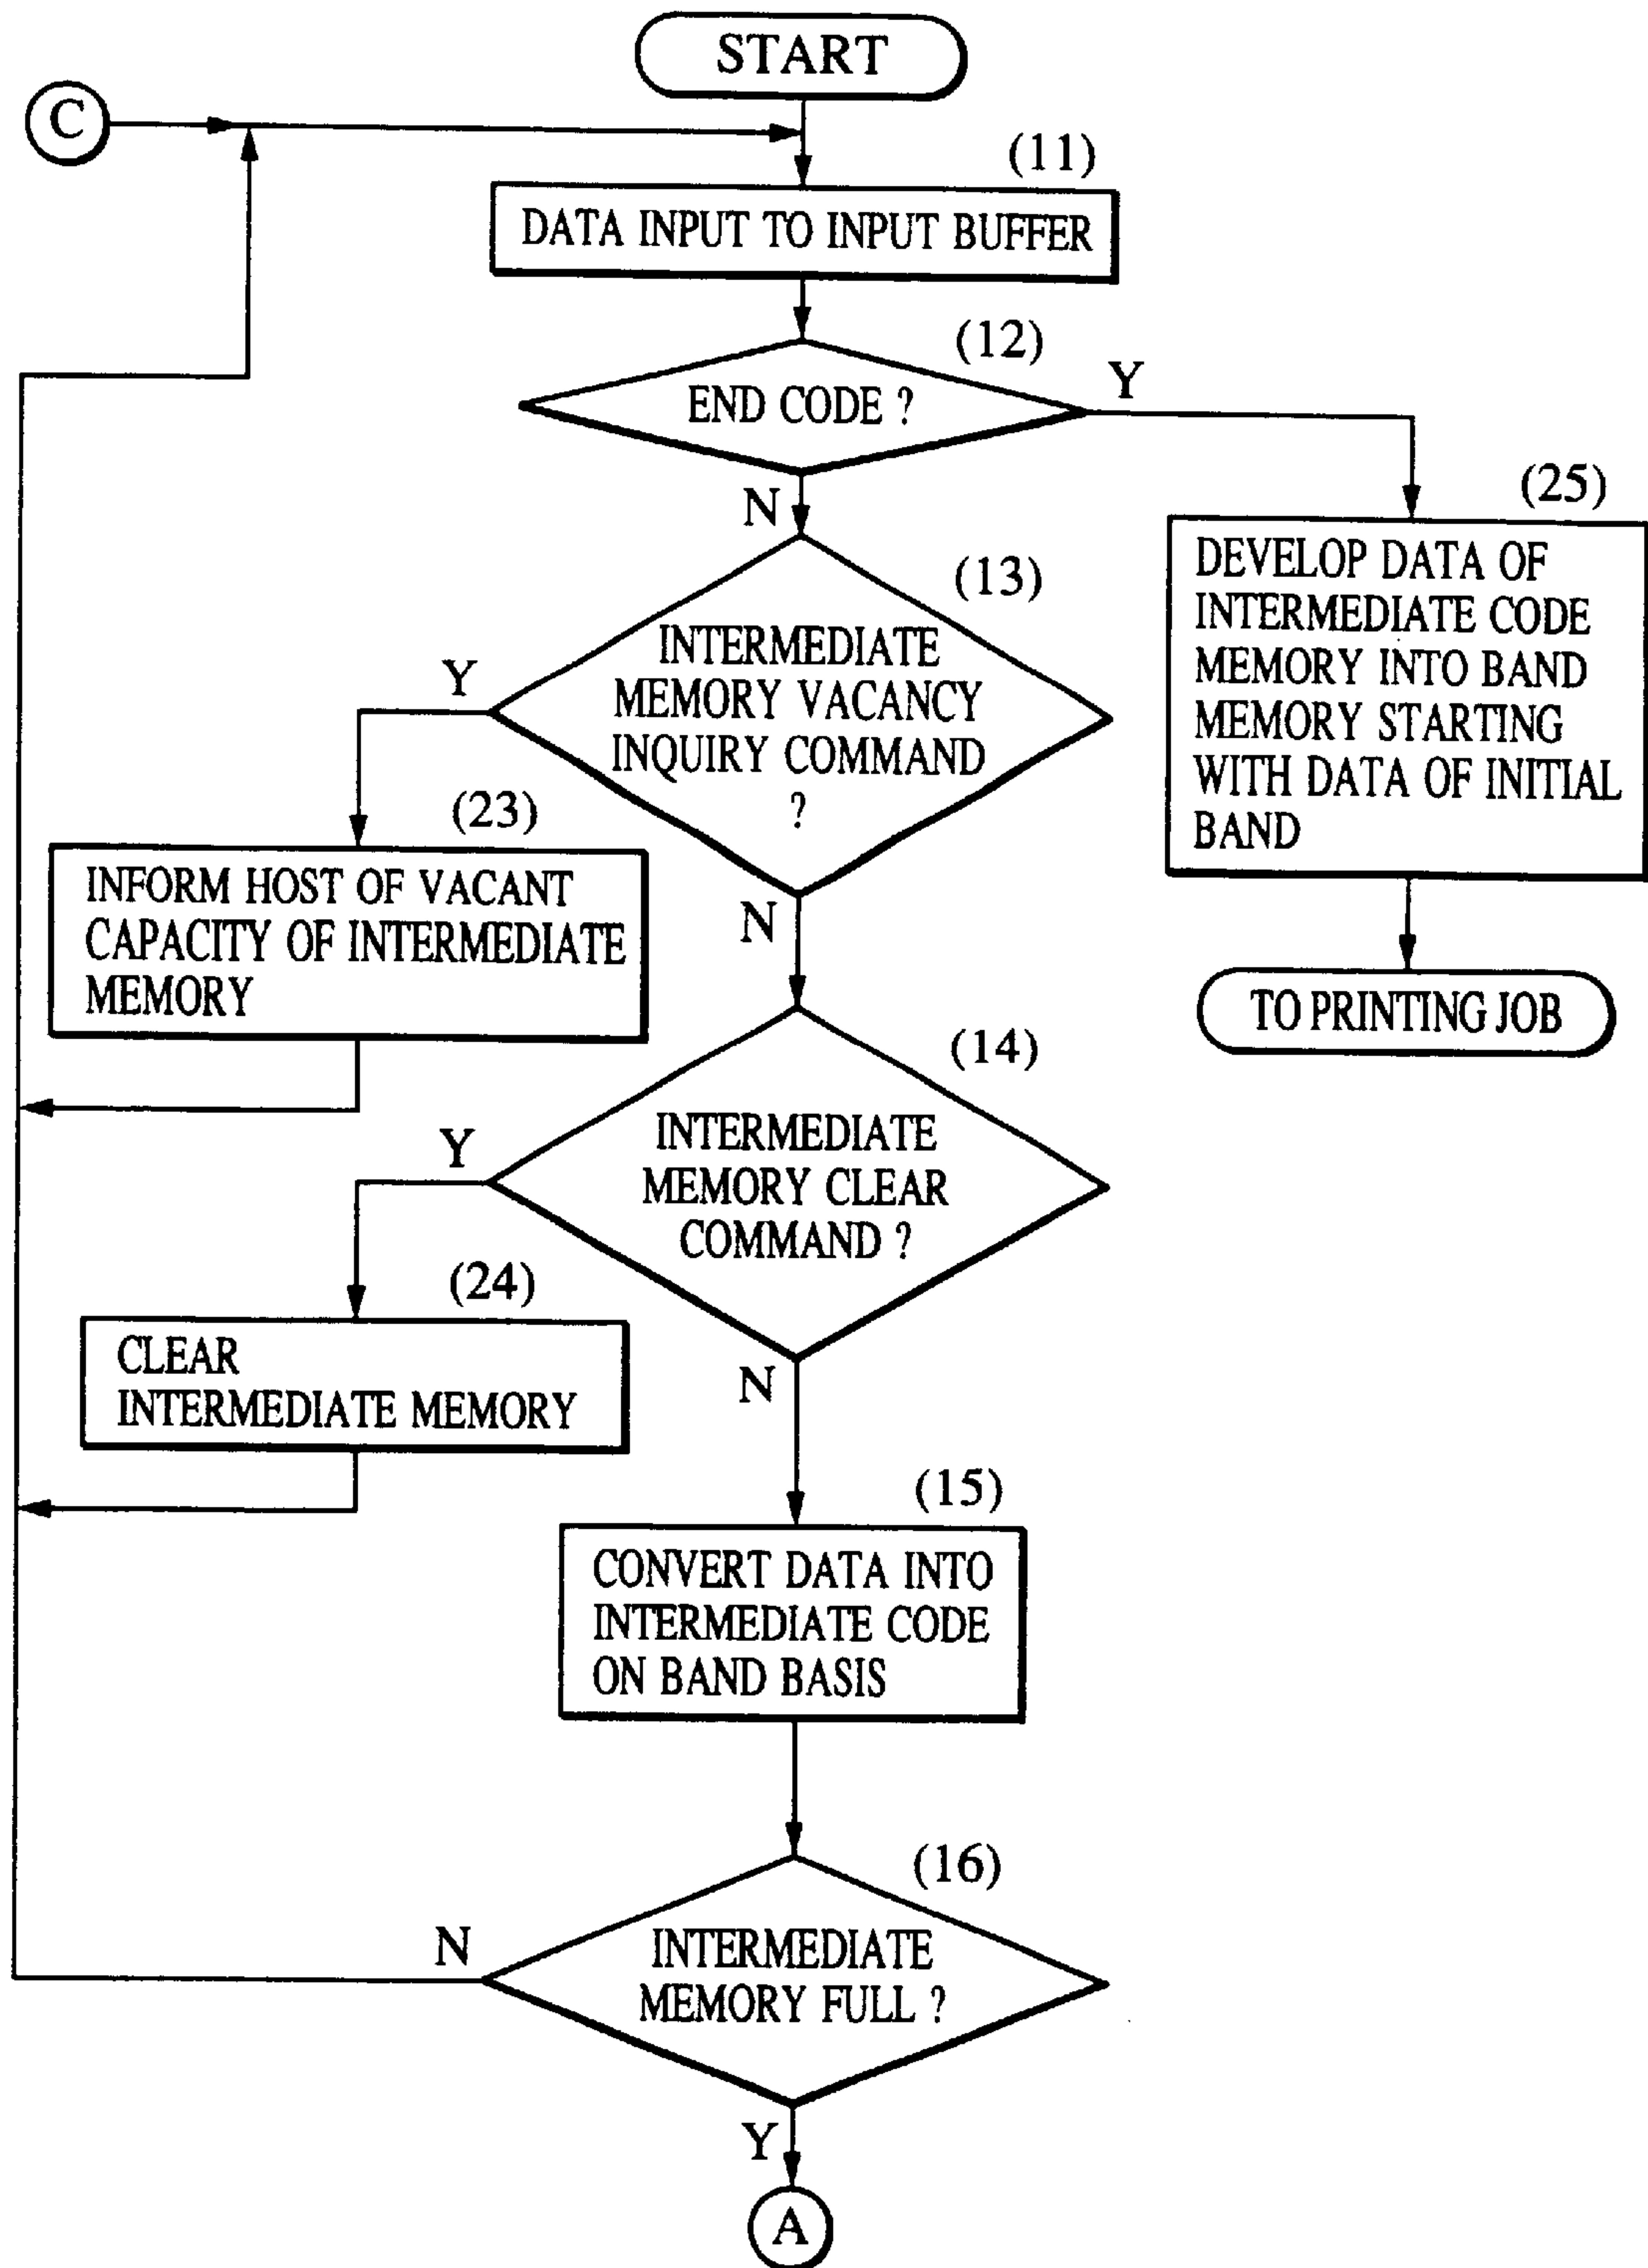 START
C
(11)
DATA INPUT TO INPUT BUFFER
(12)
END CODE ?
Y
N
(25)
DEVELOP DATA OF
INTERMEDIATE CODE
MEMORY INTO BAND
MEMORY STARTING
WITH DATA OF INITIAL
BAND
(13)
INTERMEDIATE
MEMORY VACANCY
INQUIRY COMMAND
?
Y
(23)
INFORM HOST OF VACANT
CAPACITY OF INTERMEDIATE
MEMORY
N
TO PRINTING JOB
(14)
INTERMEDIATE
MEMORY CLEAR
COMMAND ?
Y
(24)
CLEAR
INTERMEDIATE MEMORY
N
(15)
CONVERT DATA INTO
INTERMEDIATE CODE
ON BAND BASIS
(16)
INTERMEDIATE
MEMORY FULL ?
N
Y
A